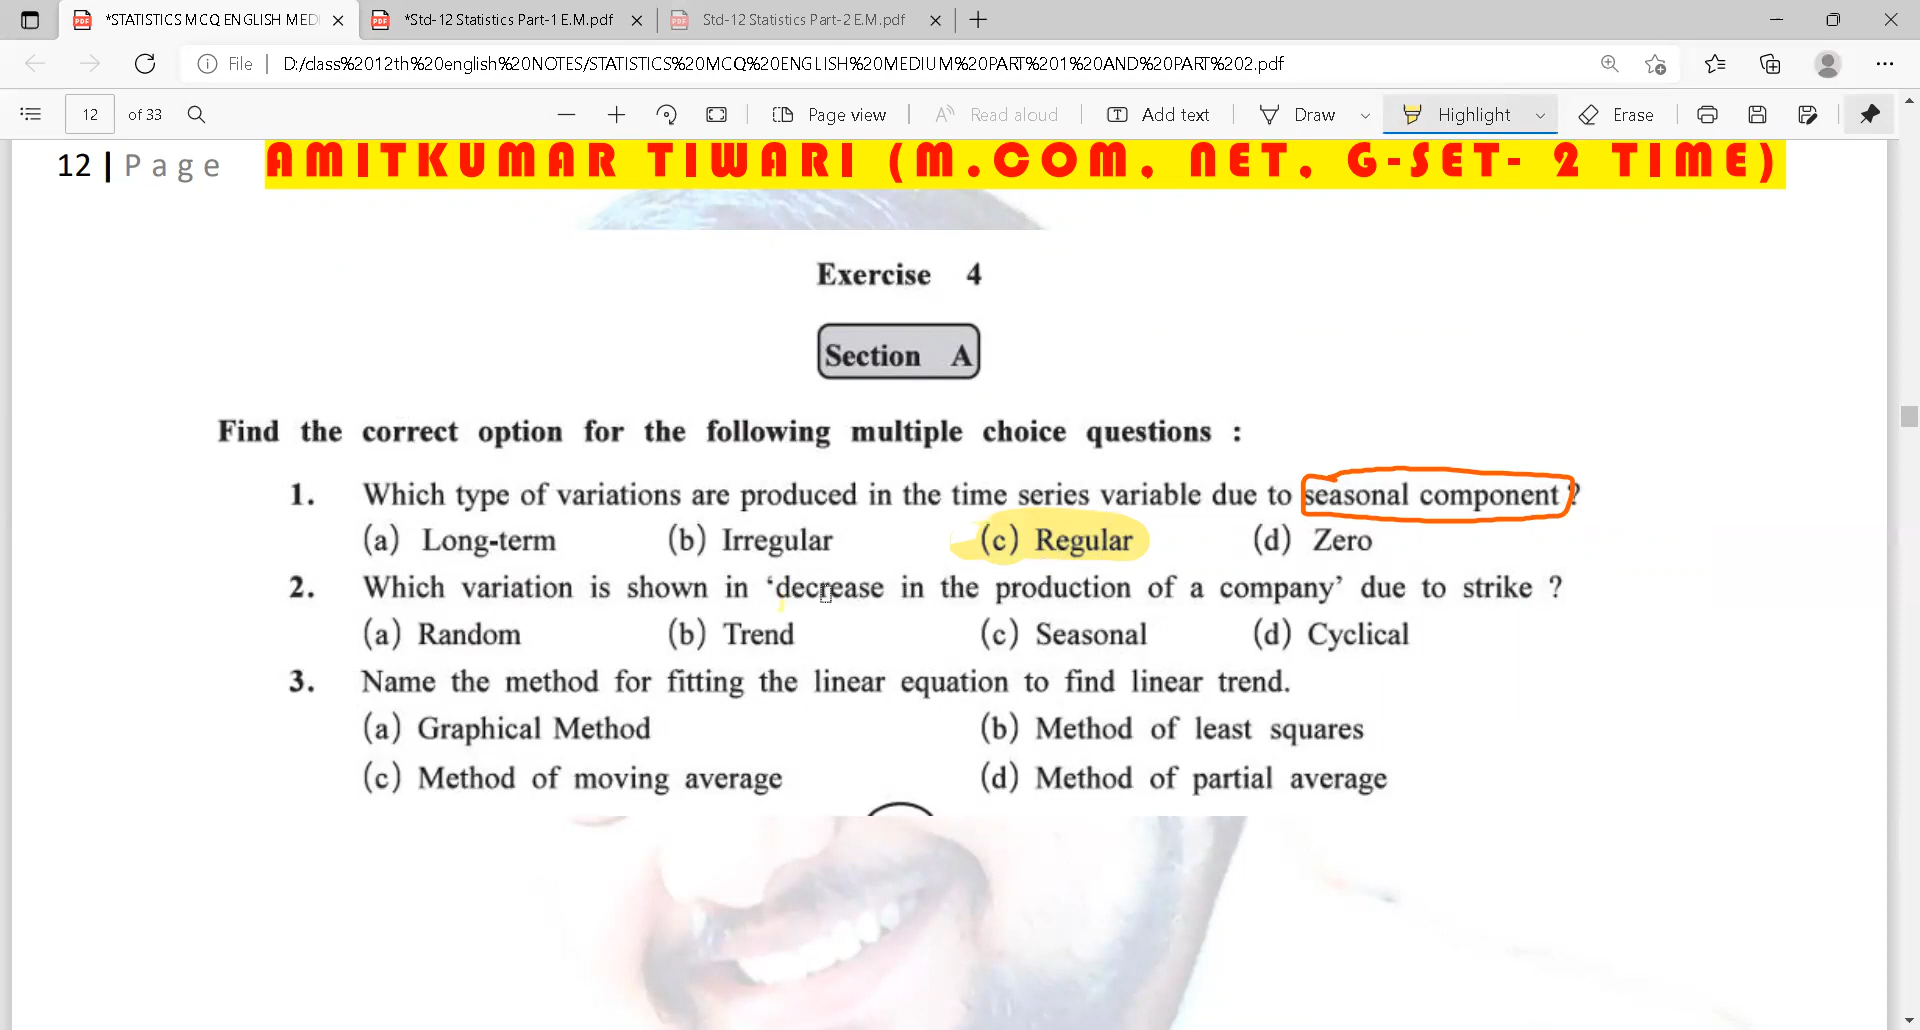 *STATISTICS MCQ ENGLISH MEDI
*Std-12 Statistics Part-1 E.M.pdf
Std-12 Statistics Part-2 E.M.pdf
File | D:/class%2012th%20english%20NOTES/STATISTICS%20MCQ%20ENGLISH%20MEDIUM%20PART%201%20AND%20PART%202.pdf
12 of 33 Page view Read aloud Add text Draw Highlight Erase
12 | Page AMITKUMAR TIWARI (M.COM. NET. G-SET- 2 TIME)
Exercise 4
Section A
Find the correct option for the following multiple choice questions :
1. Which type of variations are produced in the time series variable due to seasonal component ?
(a) Long-term (b) Irregular (c) Regular (d) Zero
2. Which variation is shown in ‘decrease in the production of a company’ due to strike ?
(a) Random (b) Trend (c) Seasonal (d) Cyclical
3. Name the method for fitting the linear equation to find linear trend.
(a) Graphical Method (b) Method of least squares
(c) Method of moving average (d) Method of partial average